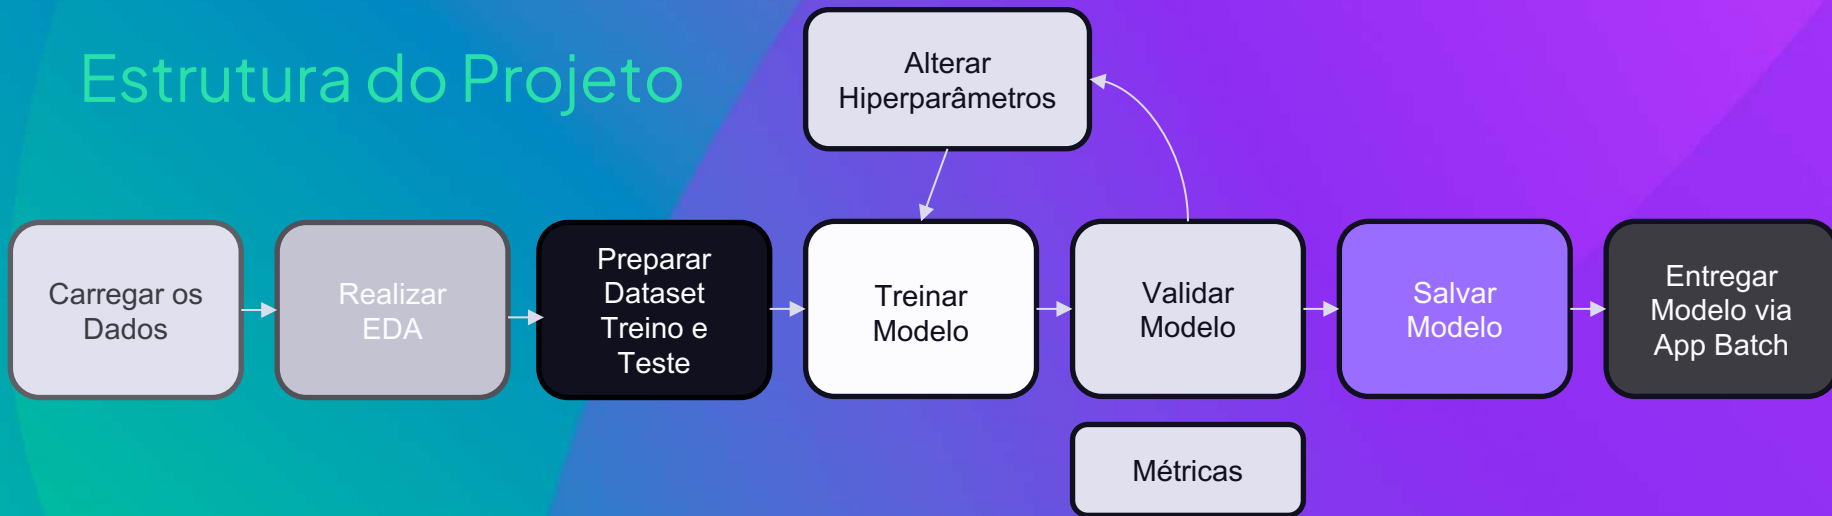 Estrutura do Projeto
Alterar
Hiperparâmetros
Carregar os
Dados
Realizar
EDA
Preparar
Dataset
Treino e
Teste
Treinar
Modelo
Validar
Modelo
Salvar
Modelo
Entregar
Modelo via
App Batch
Métricas